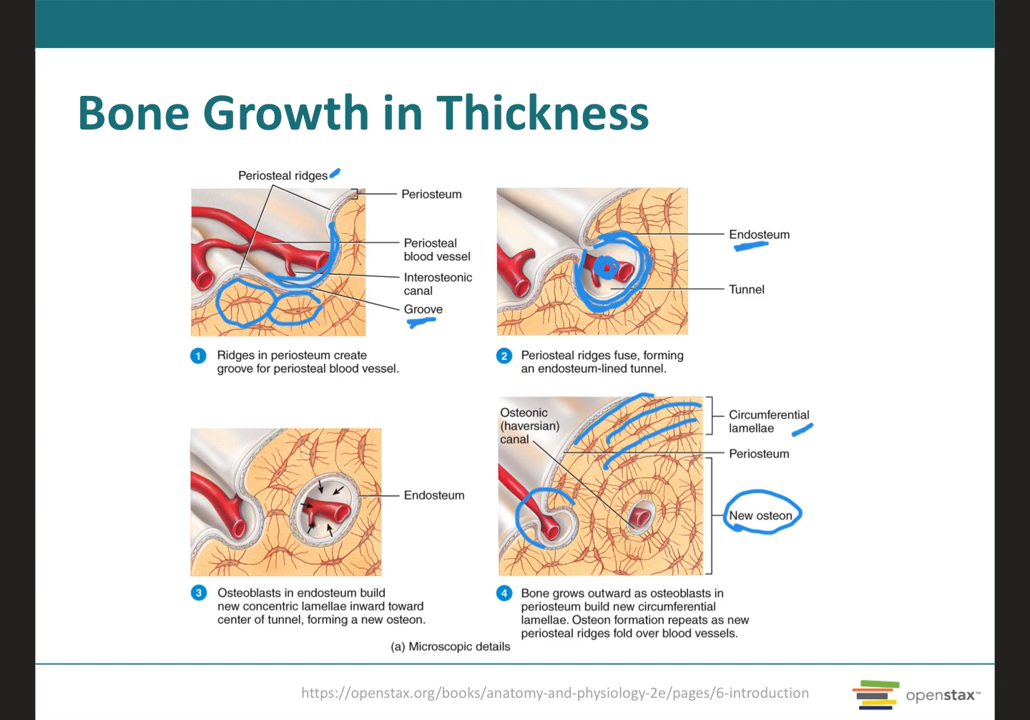 Bone Growth in Thickness
Periosteal ridges
Periosteum
Periosteal
blood vessel
Interosteonic
canal
Groove
1 Ridges in periosteum create
groove for periosteal blood vessel.
Endosteum
Tunnel
2 Periosteal ridges fuse, forming
an endosteum-lined tunnel.
Endosteum
3 Osteoblasts in endosteum build
new concentric lamellae inward toward
center of tunnel, forming a new osteon.
Osteonic
(haversian)
canal
Circumferential
lamellae
Periosteum
New osteon
4 Bone grows outward as osteoblasts in
periosteum build new circumferential
lamellae. Osteon formation repeats as new
periosteal ridges fold over blood vessels.
(a) Microscopic details
https://openstax.org/books/anatomy-and-physiology-2e/pages/6-introduction
openstax™